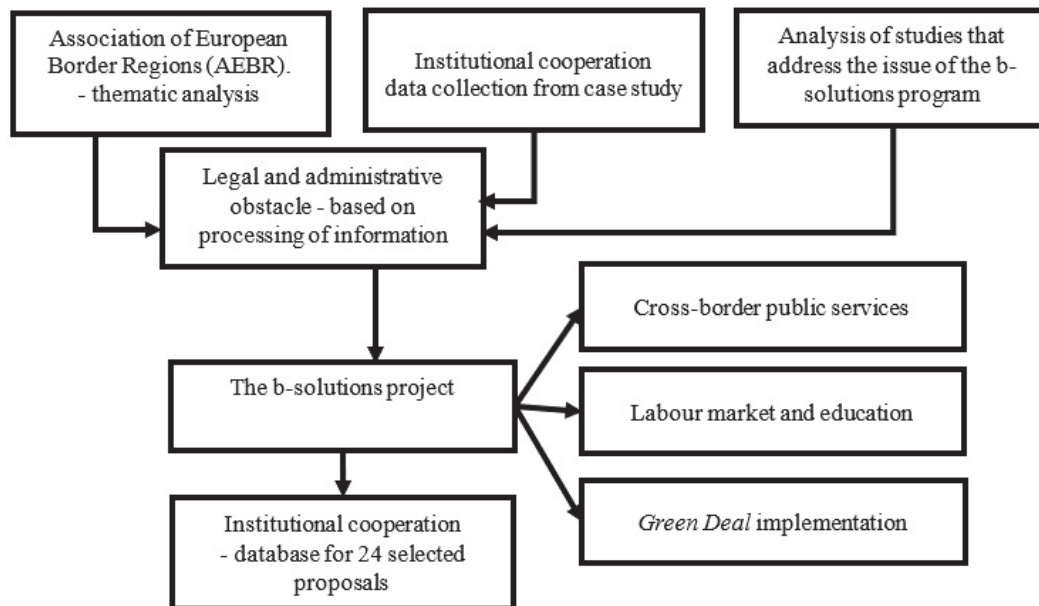 Association of European
Border Regions (AEBR).
- thematic analysis
Institutional cooperation
data collection from case study
Analysis of studies that
address the issue of the b-
solutions program
Legal and administrative
obstacle - based on
processing of information
Cross-border public services
The b-solutions project
Labour market and education
Institutional cooperation
- database for 24 selected
proposals
Green Deal implementation